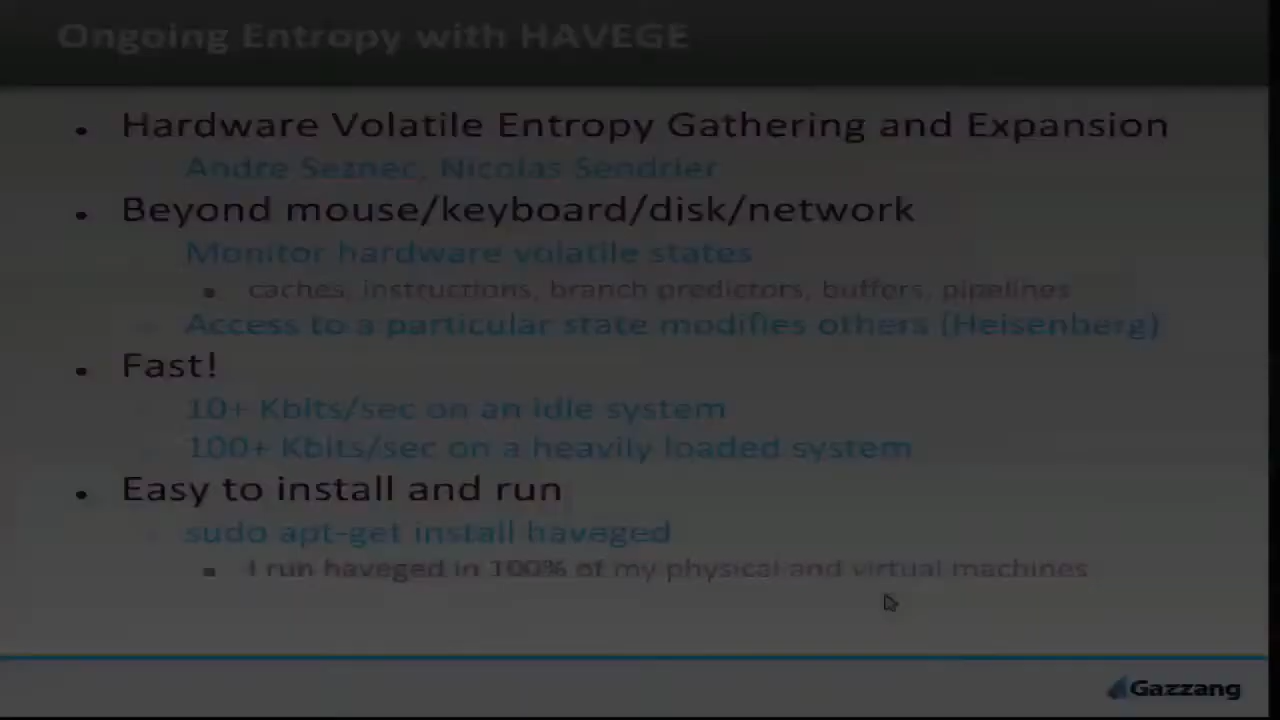 Ongoing Entropy with HAVEGE
Hardware Volatile Entropy Gathering and Expansion
Andre Seznec, Nicolas Sendrier
Beyond mouse/keyboard/disk/network
Monitor hardware volatile states
caches, instructions, branch predictors, buffers, pipelines
Access to a particular state modifies others (Heisenberg)
Fast!
10+ Kbits/sec on an idle system
100+ Kbits/sec on a heavily loaded system
Easy to install and run
sudo apt-get install haveged
I run haveged in 100% of my physical and virtual machines
Gazzang